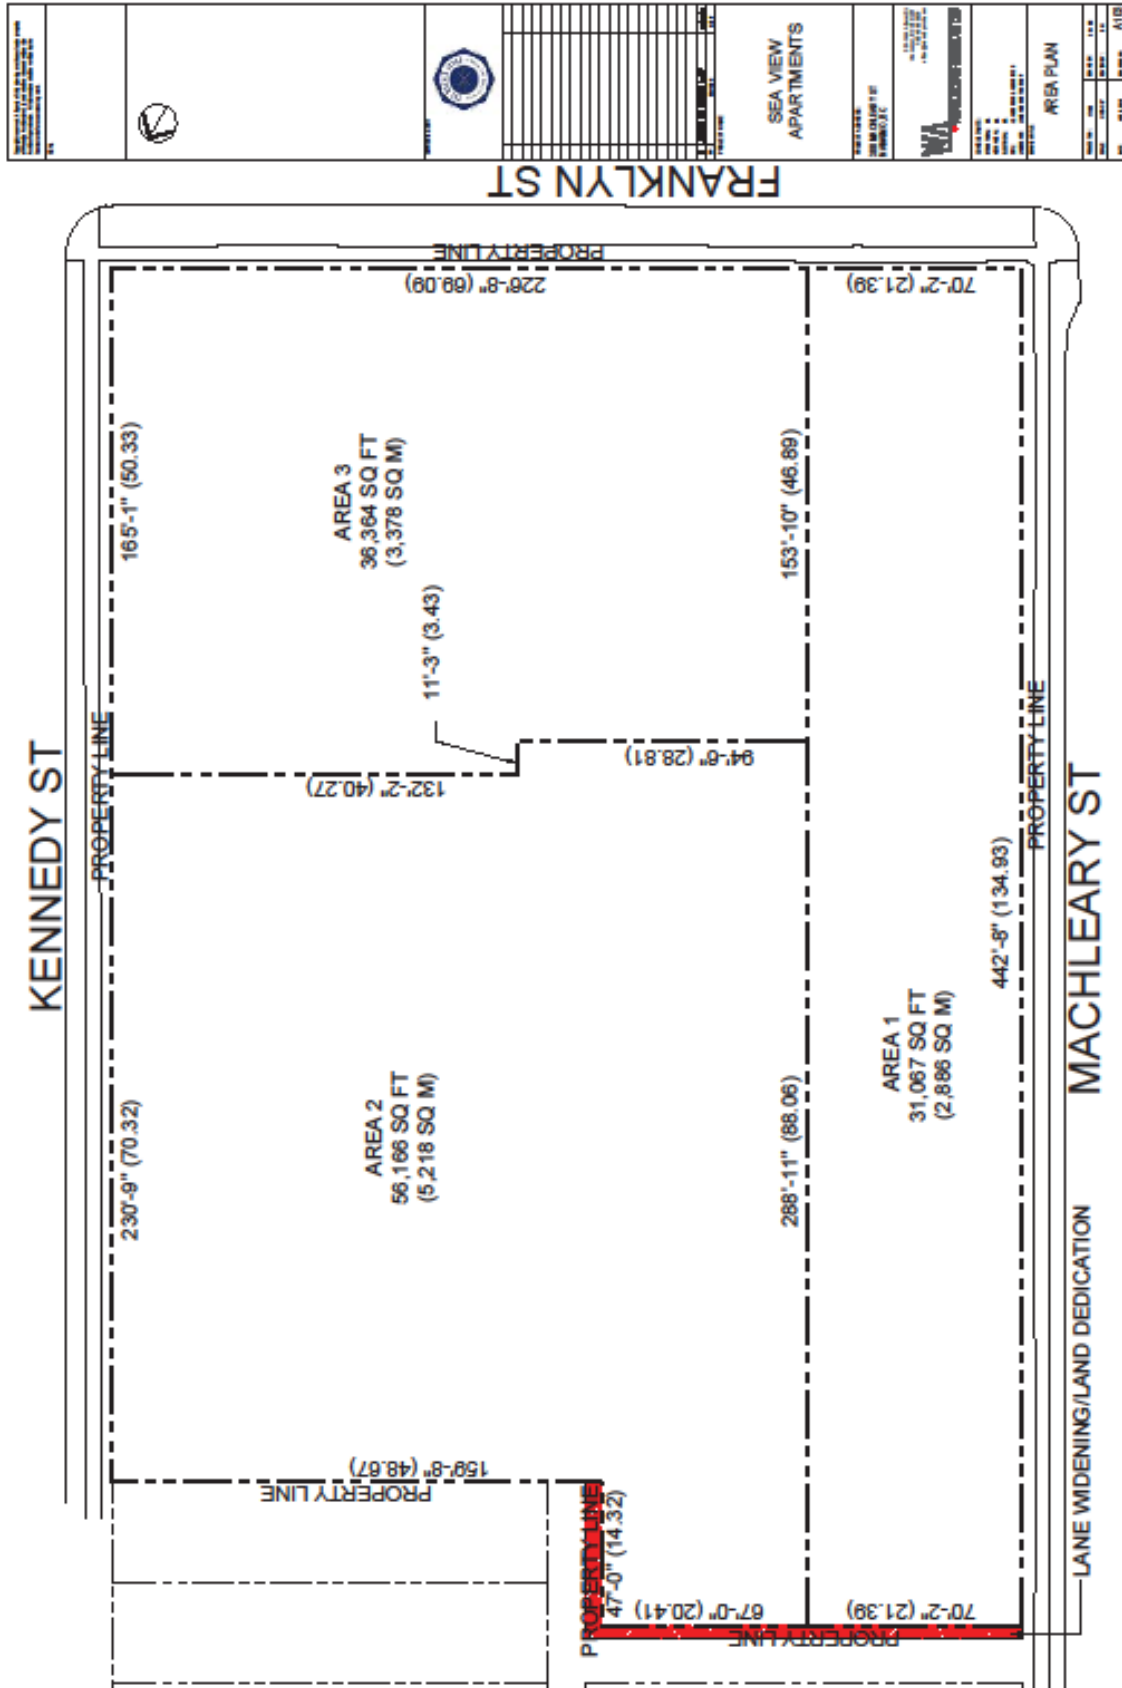 SEA VIEW
APARTMENTS
AREA PLAN
FRANKLYN ST
PROPERTY LINE
226'-8" (69.09)
70'-2" (21.39)
KENNEDY ST
PROPERTY LINE
165'-1" (50.33)
AREA 3
36,364 SQ FT
(3,378 SQ M)
11'-3" (3.43)
153'-10" (46.89)
132'-2" (40.27)
94'-6" (28.81)
230'-9" (70.32)
AREA 2
56,166 SQ FT
(5,218 SQ M)
288'-11" (88.06)
AREA 1
31,067 SQ FT
(2,886 SQ M)
442'-8" (134.93)
PROPERTY LINE
MACHLEARY ST
159'-8" (48.67)
PROPERTY LINE
PROPERTY LINE
47'-0" (14.32)
67'-0" (20.41)
70'-2" (21.39)
PROPERTY LINE
LANE WIDENING/LAND DEDICATION